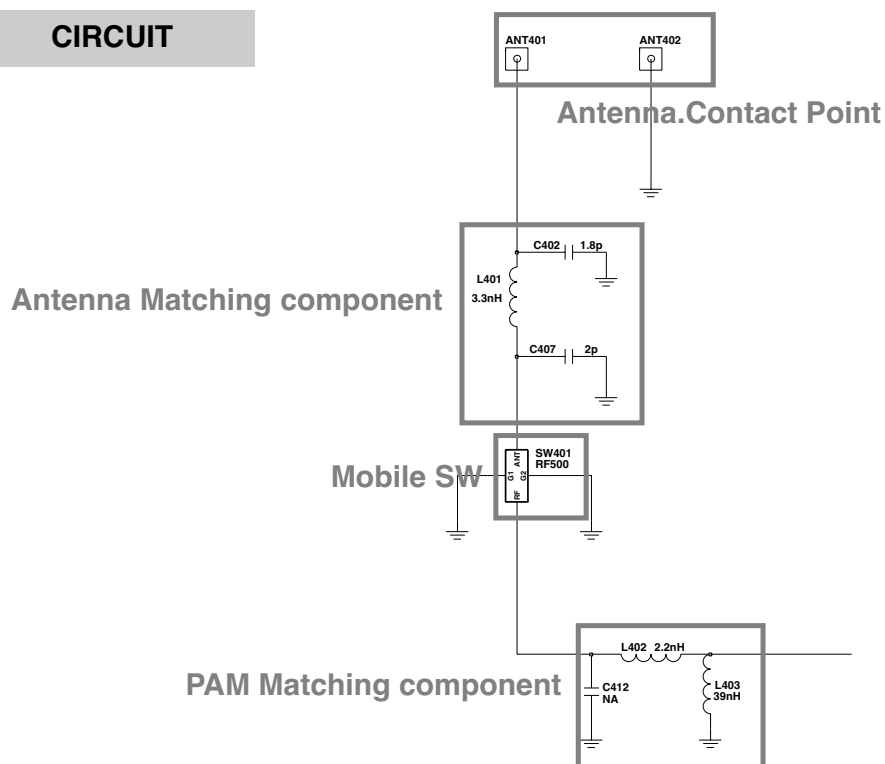 CIRCUIT
ANT401
ANT402
Antenna.Contact Point
C402
1.8p
L401
3.3nH
Antenna Matching component
C407
2p
SW401
RF500
Mobile SW
ANT
G1
G2
RF
L402 2.2nH
PAM Matching component
C412
NA
L403
39nH